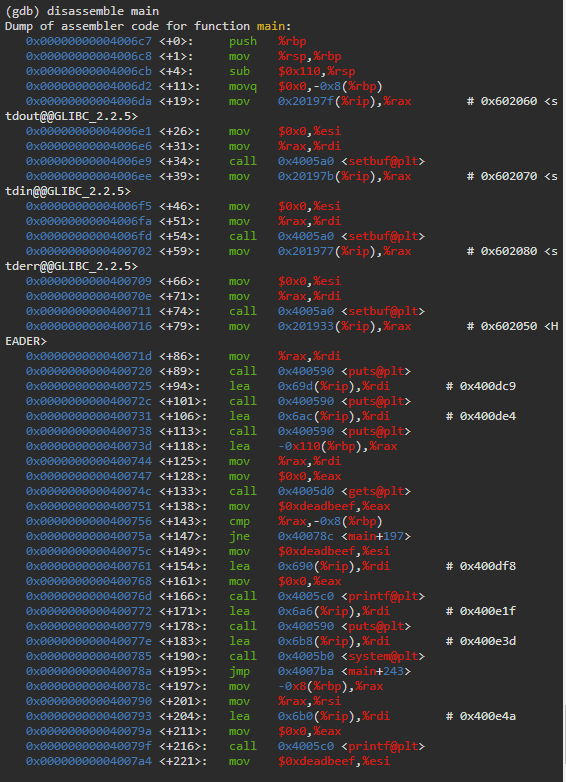 (gdb) disassemble main
Dump of assembler code for function main:
0x00000000004006c7 <+0>: push %rbp
0x00000000004006c8 <+1>: mov %rsp,%rbp
0x00000000004006cb <+4>: sub $0x110,%rsp
0x00000000004006d2 <+11>: movq $0x0,-0x8(%rbp)
0x00000000004006da <+19>: mov 0x20197f(%rip),%rax # 0x602060 <s
tdout@@GLIBC_2.2.5>
0x00000000004006e1 <+26>: mov $0x0,%esi
0x00000000004006e6 <+31>: mov %rax,%rdi
0x00000000004006e9 <+34>: call 0x4005a0 <setbuf@plt>
0x00000000004006ee <+39>: mov 0x20197b(%rip),%rax # 0x602070 <s
tdin@@GLIBC_2.2.5>
0x00000000004006f5 <+46>: mov $0x0,%esi
0x00000000004006fa <+51>: mov %rax,%rdi
0x00000000004006fd <+54>: call 0x4005a0 <setbuf@plt>
0x0000000000400702 <+59>: mov 0x201977(%rip),%rax # 0x602080 <s
tderr@@GLIBC_2.2.5>
0x0000000000400709 <+66>: mov $0x0,%esi
0x000000000040070e <+71>: mov %rax,%rdi
0x0000000000400711 <+74>: call 0x4005a0 <setbuf@plt>
0x0000000000400716 <+79>: mov 0x201933(%rip),%rax # 0x602050 <H
EADER>
0x000000000040071d <+86>: mov %rax,%rdi
0x0000000000400720 <+89>: call 0x400590 <puts@plt>
0x0000000000400725 <+94>: lea 0x69d(%rip),%rdi # 0x400dc9
0x000000000040072c <+101>: call 0x400590 <puts@plt>
0x0000000000400731 <+106>: lea 0x6ac(%rip),%rdi # 0x400de4
0x0000000000400738 <+113>: call 0x400590 <puts@plt>
0x000000000040073d <+118>: lea -0x110(%rbp),%rax
0x0000000000400744 <+125>: mov %rax,%rdi
0x0000000000400747 <+128>: mov $0x0,%eax
0x000000000040074c <+133>: call 0x4005d0 <gets@plt>
0x0000000000400751 <+138>: mov $0xdeadbeef,%eax
0x0000000000400756 <+143>: cmp %rax,-0x8(%rbp)
0x000000000040075a <+147>: jne 0x40078c <main+197>
0x000000000040075c <+149>: mov $0xdeadbeef,%esi
0x0000000000400761 <+154>: lea 0x690(%rip),%rdi # 0x400df8
0x0000000000400768 <+161>: mov $0x0,%eax
0x000000000040076d <+166>: call 0x4005c0 <printf@plt>
0x0000000000400772 <+171>: lea 0x6a6(%rip),%rdi # 0x400e1f
0x0000000000400779 <+178>: call 0x400590 <puts@plt>
0x000000000040077e <+183>: lea 0x6b8(%rip),%rdi # 0x400e3d
0x0000000000400785 <+190>: call 0x4005b0 <system@plt>
0x000000000040078a <+195>: jmp 0x4007ba <main+243>
0x000000000040078c <+197>: mov -0x8(%rbp),%rax
0x0000000000400790 <+201>: mov %rax,%rsi
0x0000000000400793 <+204>: lea 0x6b0(%rip),%rdi # 0x400e4a
0x000000000040079a <+211>: mov $0x0,%eax
0x000000000040079f <+216>: call 0x4005c0 <printf@plt>
0x00000000004007a4 <+221>: mov $0xdeadbeef,%esi